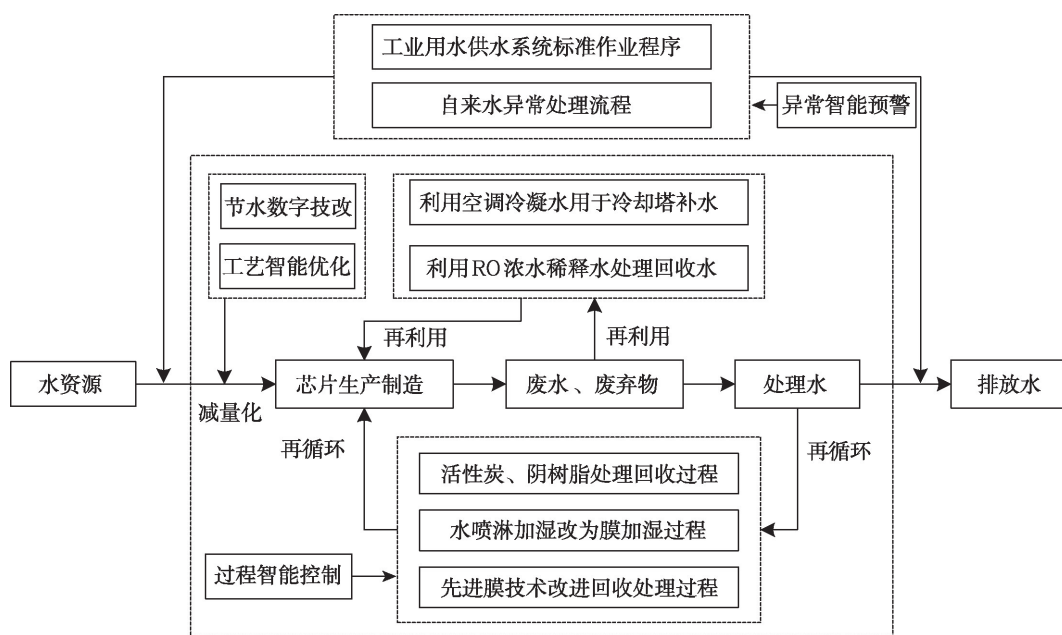 工业用水供水系统标准作业程序
自来水异常处理流程
异常智能预警
节水数字技改
工艺智能优化
利用空调冷凝水用于冷却塔补水
利用RO浓水稀释水处理回收水
再利用
再利用
水资源
减量化
芯片生产制造
废水、废弃物
处理水
排放水
再循环
再循环
活性炭、阴树脂处理回收过程
水喷淋加湿改为膜加湿过程
过程智能控制
先进膜技术改进回收处理过程